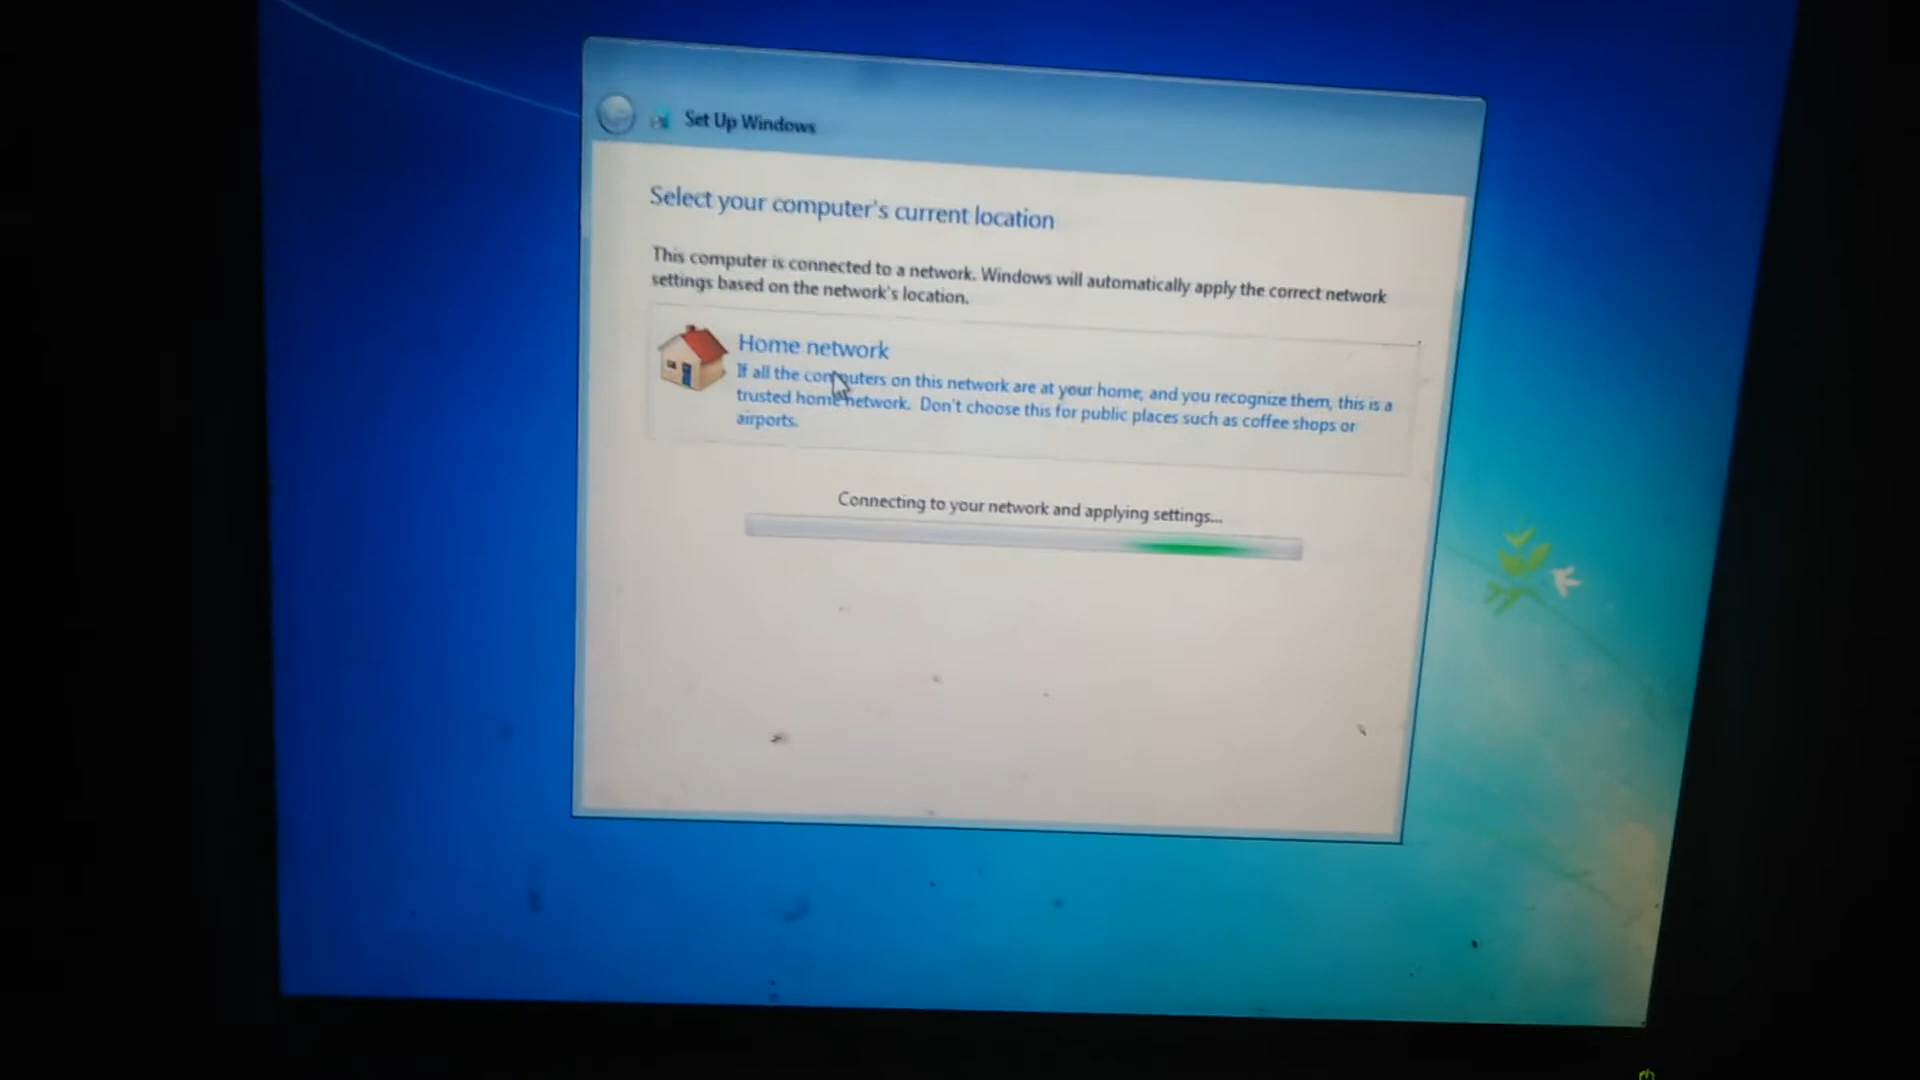 Set Up Windows
Select your computer's current location
This computer is connected to a network. Windows will automatically apply the correct network
settings based on the network's location.
Home network
If all the computers on this network are at your home, and you recognize them, this is a
trusted home network. Don't choose this for public places such as coffee shops or
airports.
Connecting to your network and applying settings...